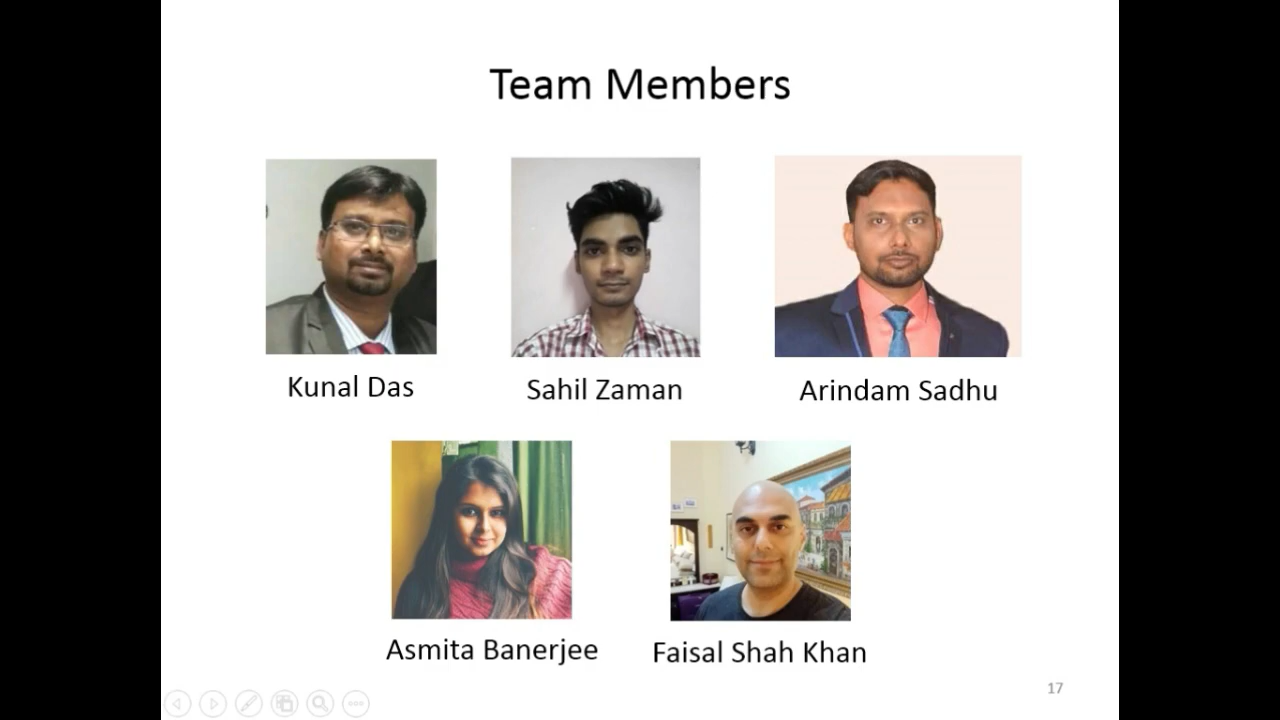 Team Members
Kunal Das
Sahil Zaman
Arindam Sadhu
Asmita Banerjee
Faisal Shah Khan
17